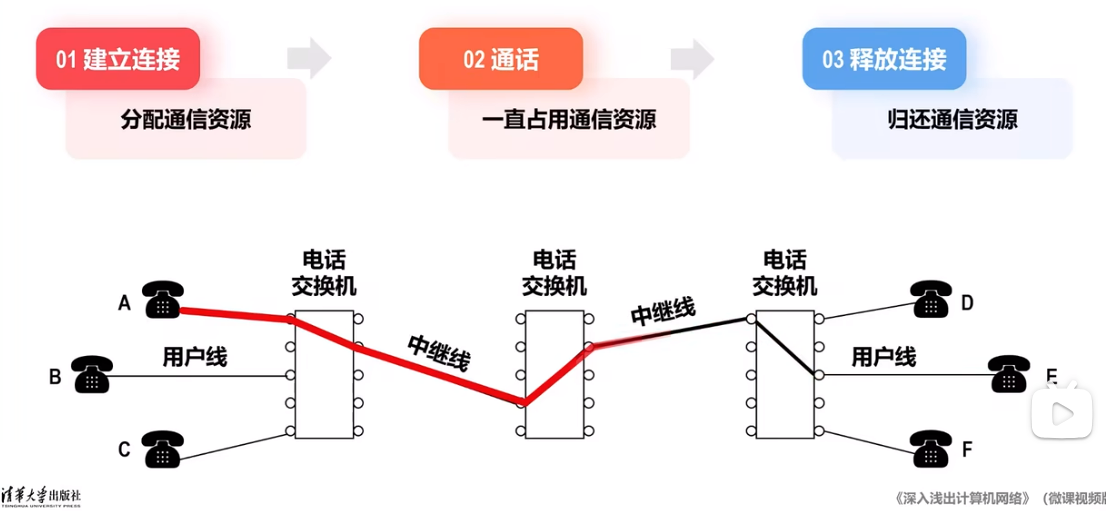 01 建立连接
分配通信资源
02 通话
一直占用通信资源
03 释放连接
归还通信资源
电话
交换机
电话
交换机
电话
交换机
A
B
C
用户线
中继线
中继线
用户线
D
E
F
清华大学出版社
TSINGHUA UNIVERSITY PRESS
《深入浅出计算机网络》（微课视频版